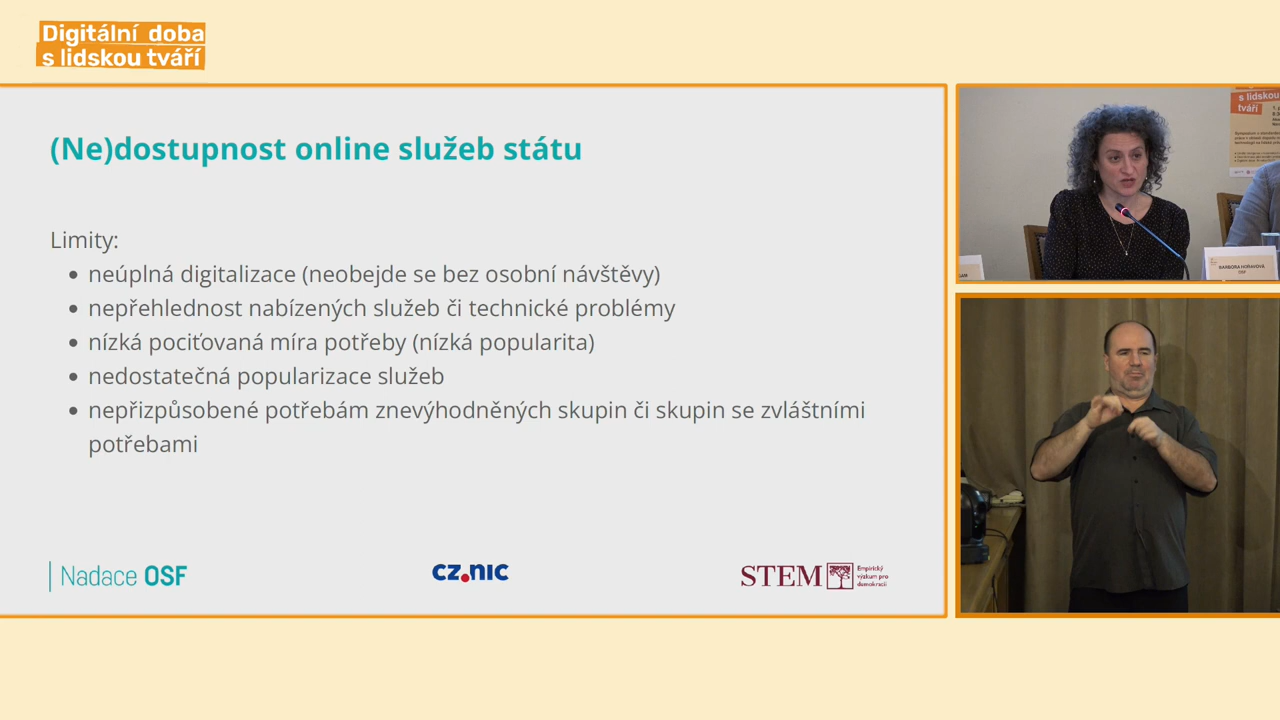 Digitální doba
s lidskou tváří
(Ne)dostupnost online služeb státu
Limity:
• neúplná digitalizace (neobejde se bez osobní návštěvy)
• nepřehlednost nabízených služeb či technické problémy
• nízká pociťovaná míra potřeby (nízká popularita)
• nedostatečná popularizace služeb
• nepřizpůsobené potřebám znevýhodněných skupin či skupin se zvláštními
potřebami
Nadace OSF
CZ.NIC
STEM
Empirický
výzkum pro
demokracii
s lidskou
tváří
BARBORA HOŘAVOVÁ
OSF